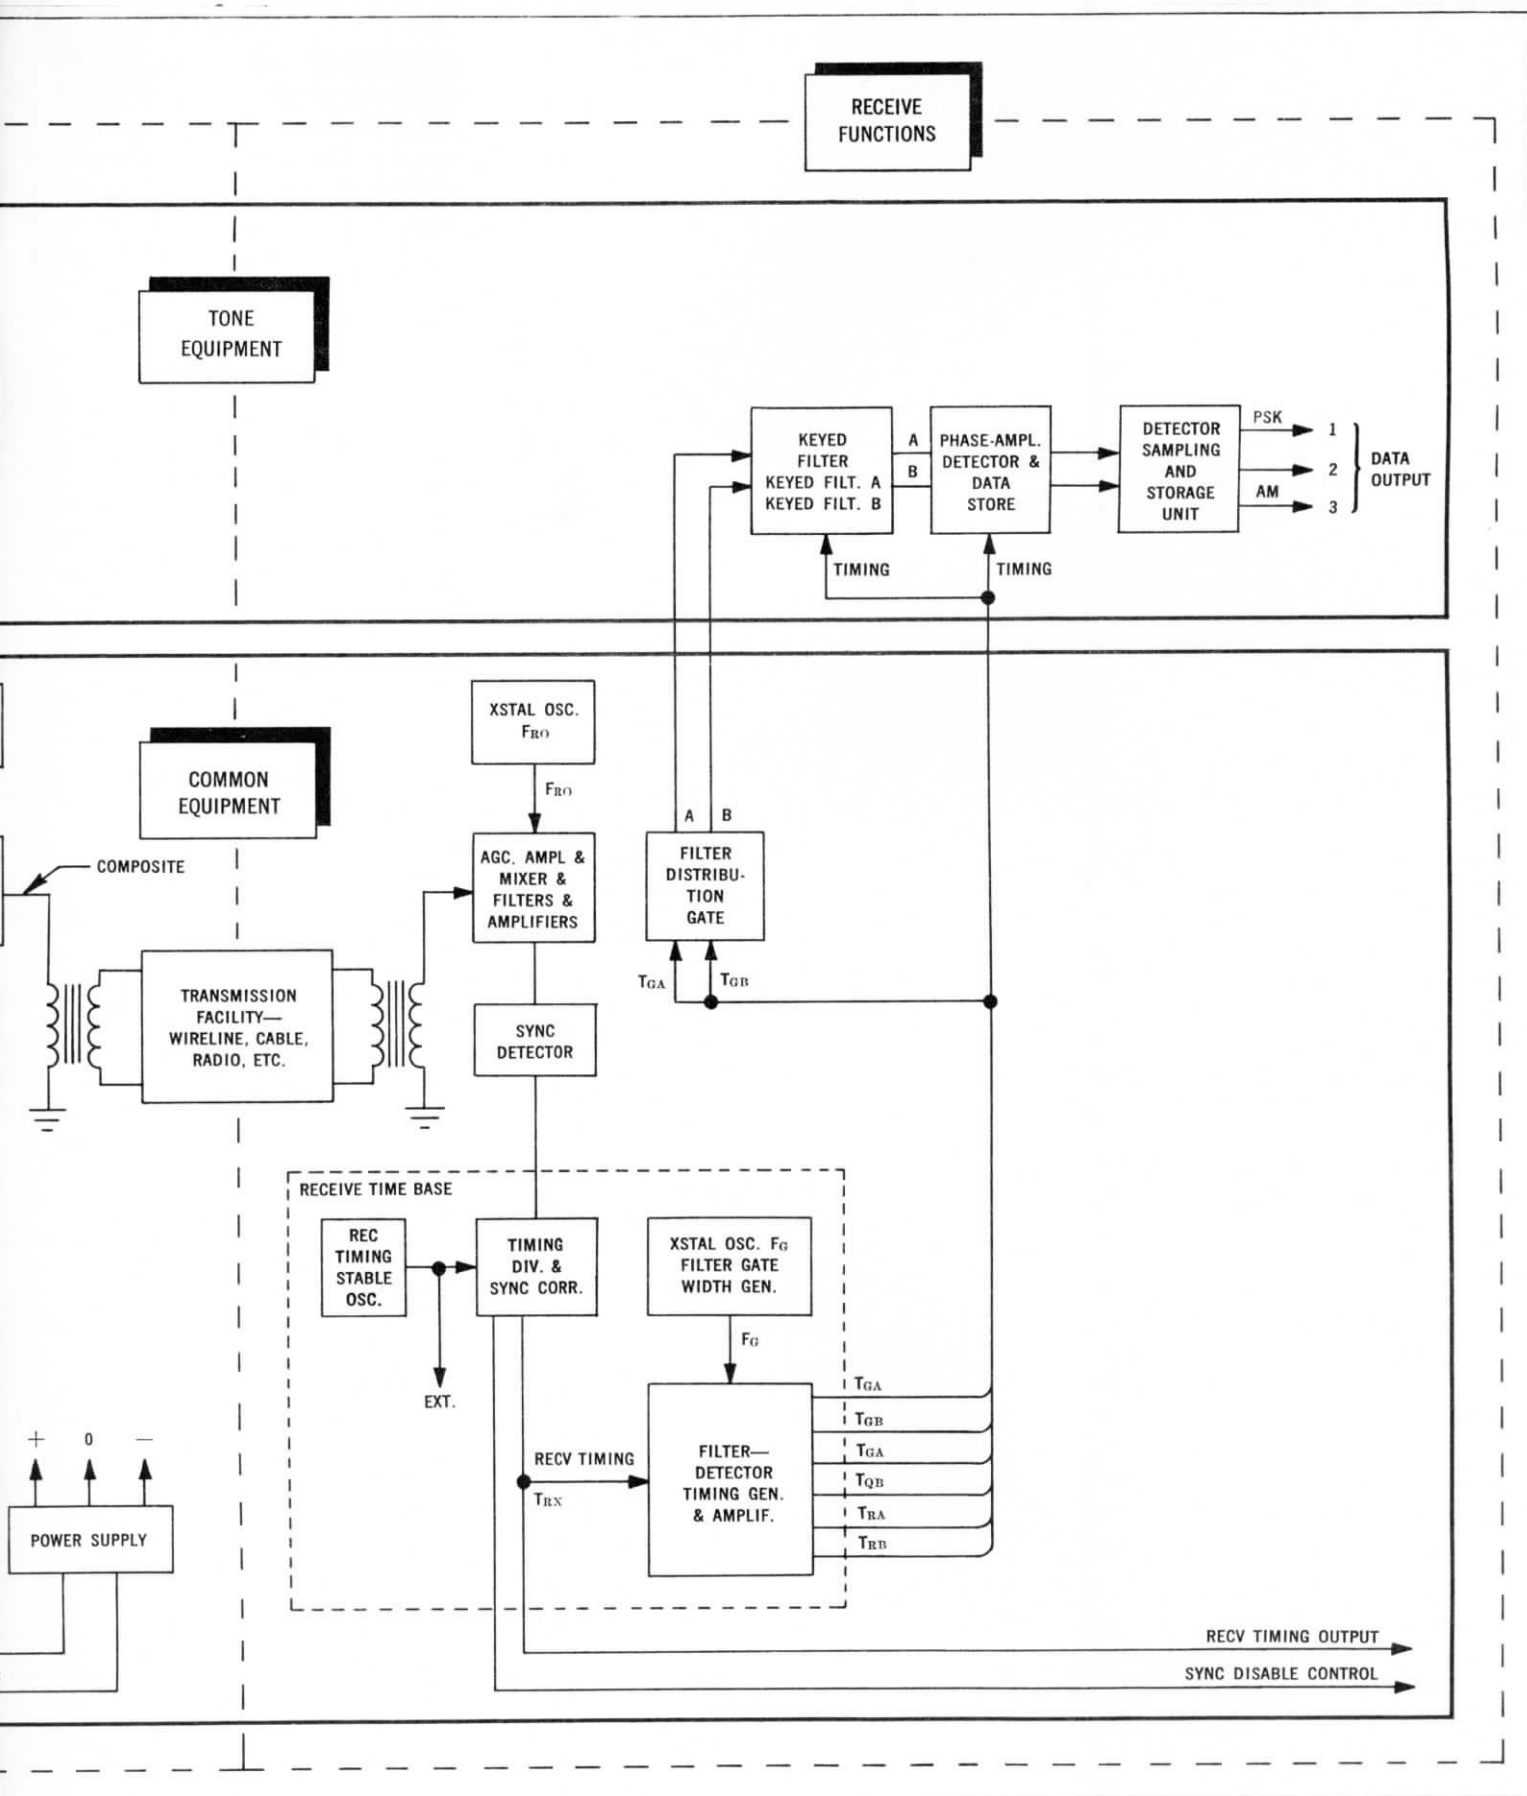 RECEIVE
FUNCTIONS
TONE
EQUIPMENT
KEYED
FILTER
KEYED FILT. A
KEYED FILT. B
A
B
PHASE-AMPL.
DETECTOR &
DATA
STORE
DETECTOR
SAMPLING
AND
STORAGE
UNIT
PSK
1
2
AM
3
DATA
OUTPUT
TIMING
TIMING
XSTAL OSC.
FRO
FRO
COMMON
EQUIPMENT
COMPOSITE
AGC. AMPL &
MIXER &
FILTERS &
AMPLIFIERS
A
B
FILTER
DISTRIBU-
TION
GATE
TGA
TGB
TRANSMISSION
FACILITY—
WIRELINE, CABLE,
RADIO, ETC.
SYNC
DETECTOR
RECEIVE TIME BASE
REC
TIMING
STABLE
OSC.
TIMING
DIV. &
SYNC CORR.
XSTAL OSC. FG
FILTER GATE
WIDTH GEN.
FG
EXT.
TGA
TGB
TGA
TQB
TRA
TRB
RECV TIMING
TRX
FILTER—
DETECTOR
TIMING GEN.
& AMPLIF.
+ 0 −
POWER SUPPLY
RECV TIMING OUTPUT
SYNC DISABLE CONTROL